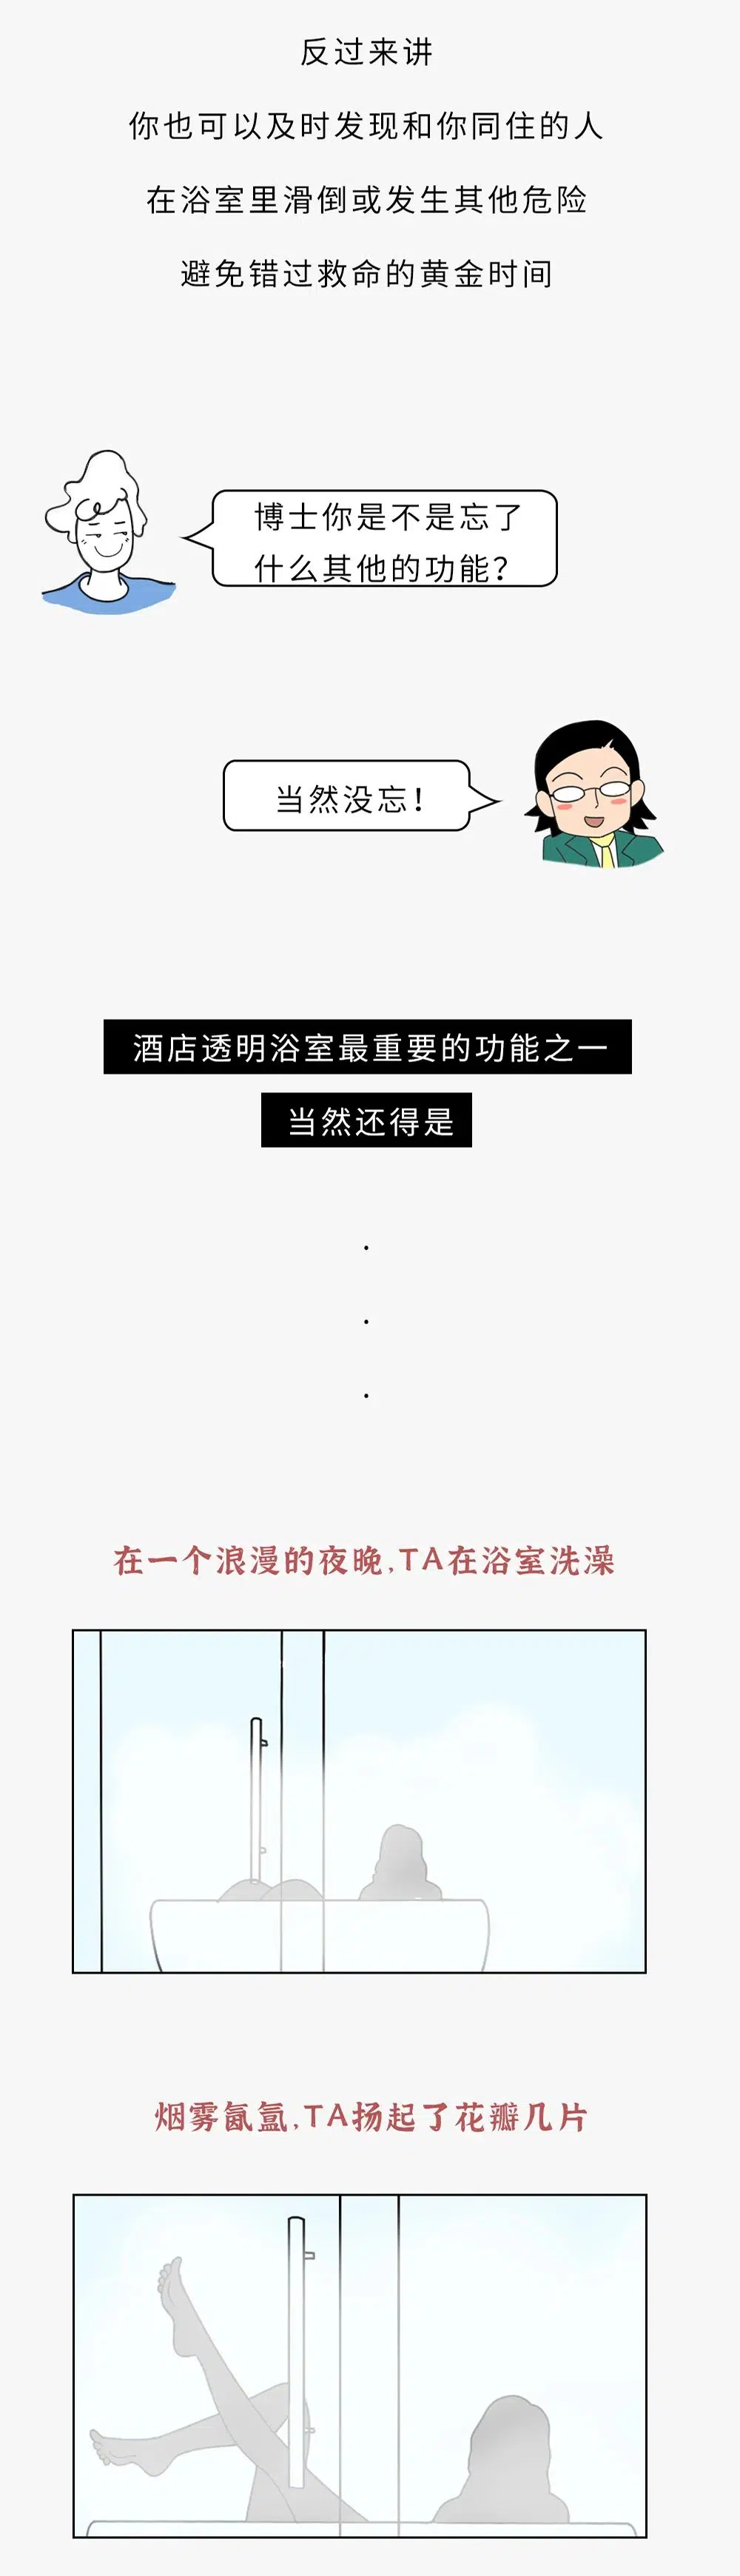 反过来讲
你也可以及时发现和你同住的人
在浴室里滑倒或发生其他危险
避免错过救命的黄金时间
博士你是不是忘了
什么其他的功能?
当然没忘!
酒店透明浴室最重要的功能之一
当然还得是
.
.
.
在一个浪漫的夜晚,TA在浴室洗澡
烟雾氤氲,TA扬起了花瓣几片